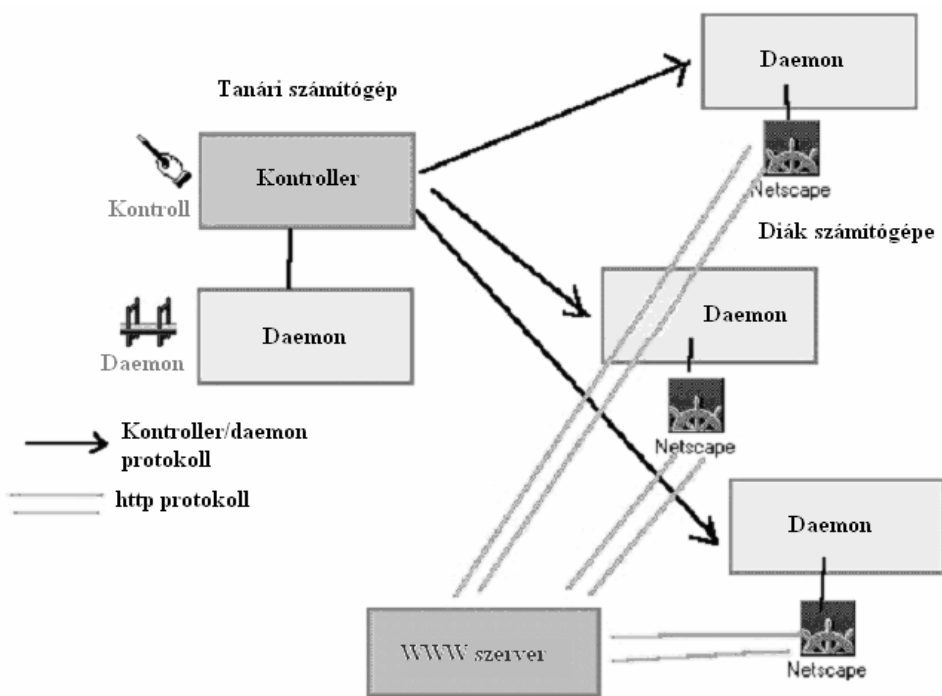 Daemon
Tanári számítógép
Kontroller
Kontroll
Netscape
Diák számítógépe
Daemon
Daemon
Daemon
Netscape
Kontroller/daemon
protokoll
http protokoll
Daemon
WWW szerver
Netscape